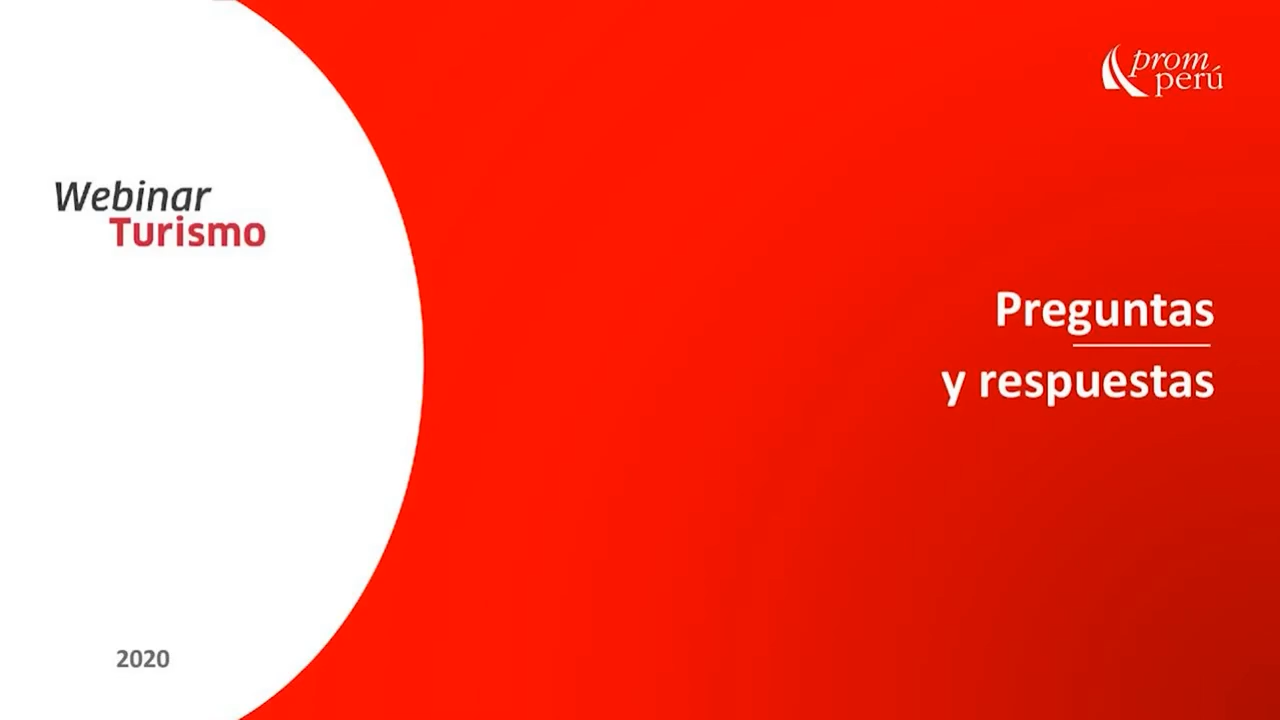 Webinar
Turismo
prom
perú
Preguntas
y respuestas
2020